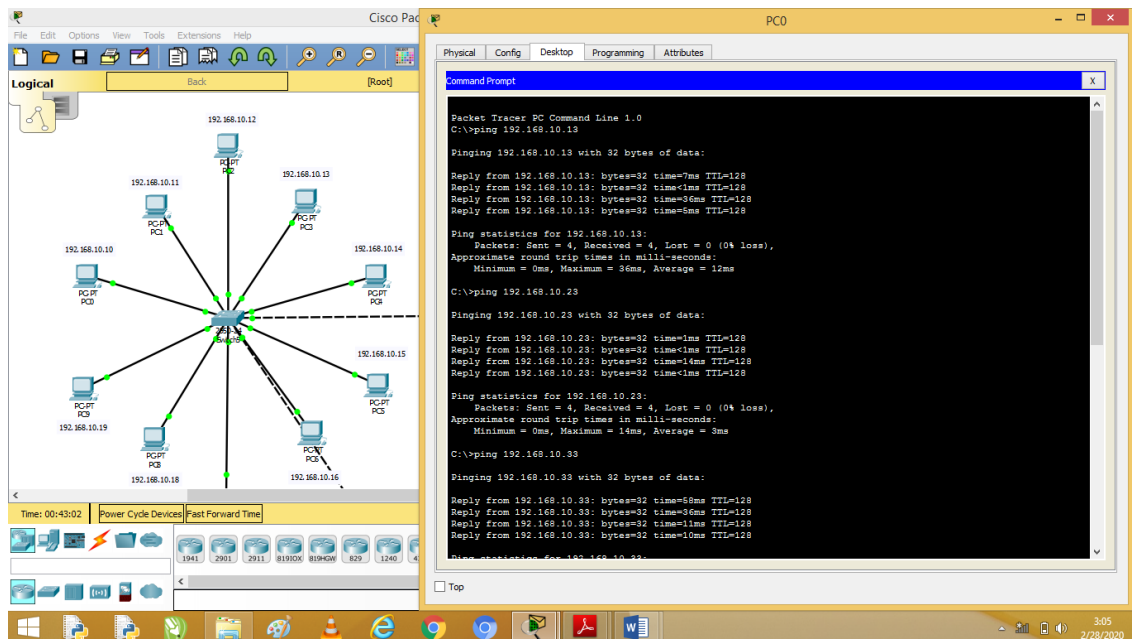 Cisco Pac
File Edit Options View Tools Extensions Help
Logical
Back
[Root]
192.168.10.12
PC-PT
PC2
192.168.10.11
PC-PT
PC1
192.168.10.13
PC-PT
PC3
192.168.10.10
PC-PT
PC0
192.168.10.14
PC-PT
PC4
2950-24
Switch5
192.168.10.15
PC-PT
PC5
PC-PT
PC9
192.168.10.19
PC-PT
PC8
192.168.10.18
PC-PT
PC6
192.168.10.16
Time: 00:43:02
Power Cycle Devices
Fast Forward Time
1941 2901 2911 819IOX 819HGW 829 1240
PC0
Physical Config Desktop Programming Attributes
Command Prompt
X
Packet Tracer PC Command Line 1.0
C:\>ping 192.168.10.13
Pinging 192.168.10.13 with 32 bytes of data:
Reply from 192.168.10.13: bytes=32 time=7ms TTL=128
Reply from 192.168.10.13: bytes=32 time<1ms TTL=128
Reply from 192.168.10.13: bytes=32 time=36ms TTL=128
Reply from 192.168.10.13: bytes=32 time=5ms TTL=128
Ping statistics for 192.168.10.13:
Packets: Sent = 4, Received = 4, Lost = 0 (0% loss),
Approximate round trip times in milli-seconds:
Minimum = 0ms, Maximum = 36ms, Average = 12ms
C:\>ping 192.168.10.23
Pinging 192.168.10.23 with 32 bytes of data:
Reply from 192.168.10.23: bytes=32 time=1ms TTL=128
Reply from 192.168.10.23: bytes=32 time<1ms TTL=128
Reply from 192.168.10.23: bytes=32 time=14ms TTL=128
Reply from 192.168.10.23: bytes=32 time<1ms TTL=128
Ping statistics for 192.168.10.23:
Packets: Sent = 4, Received = 4, Lost = 0 (0% loss),
Approximate round trip times in milli-seconds:
Minimum = 0ms, Maximum = 14ms, Average = 3ms
C:\>ping 192.168.10.33
Pinging 192.168.10.33 with 32 bytes of data:
Reply from 192.168.10.33: bytes=32 time=58ms TTL=128
Reply from 192.168.10.33: bytes=32 time=36ms TTL=128
Reply from 192.168.10.33: bytes=32 time=11ms TTL=128
Reply from 192.168.10.33: bytes=32 time=10ms TTL=128
Ping statistics for 192.168.10.33:
Top
3:05
2/28/2020